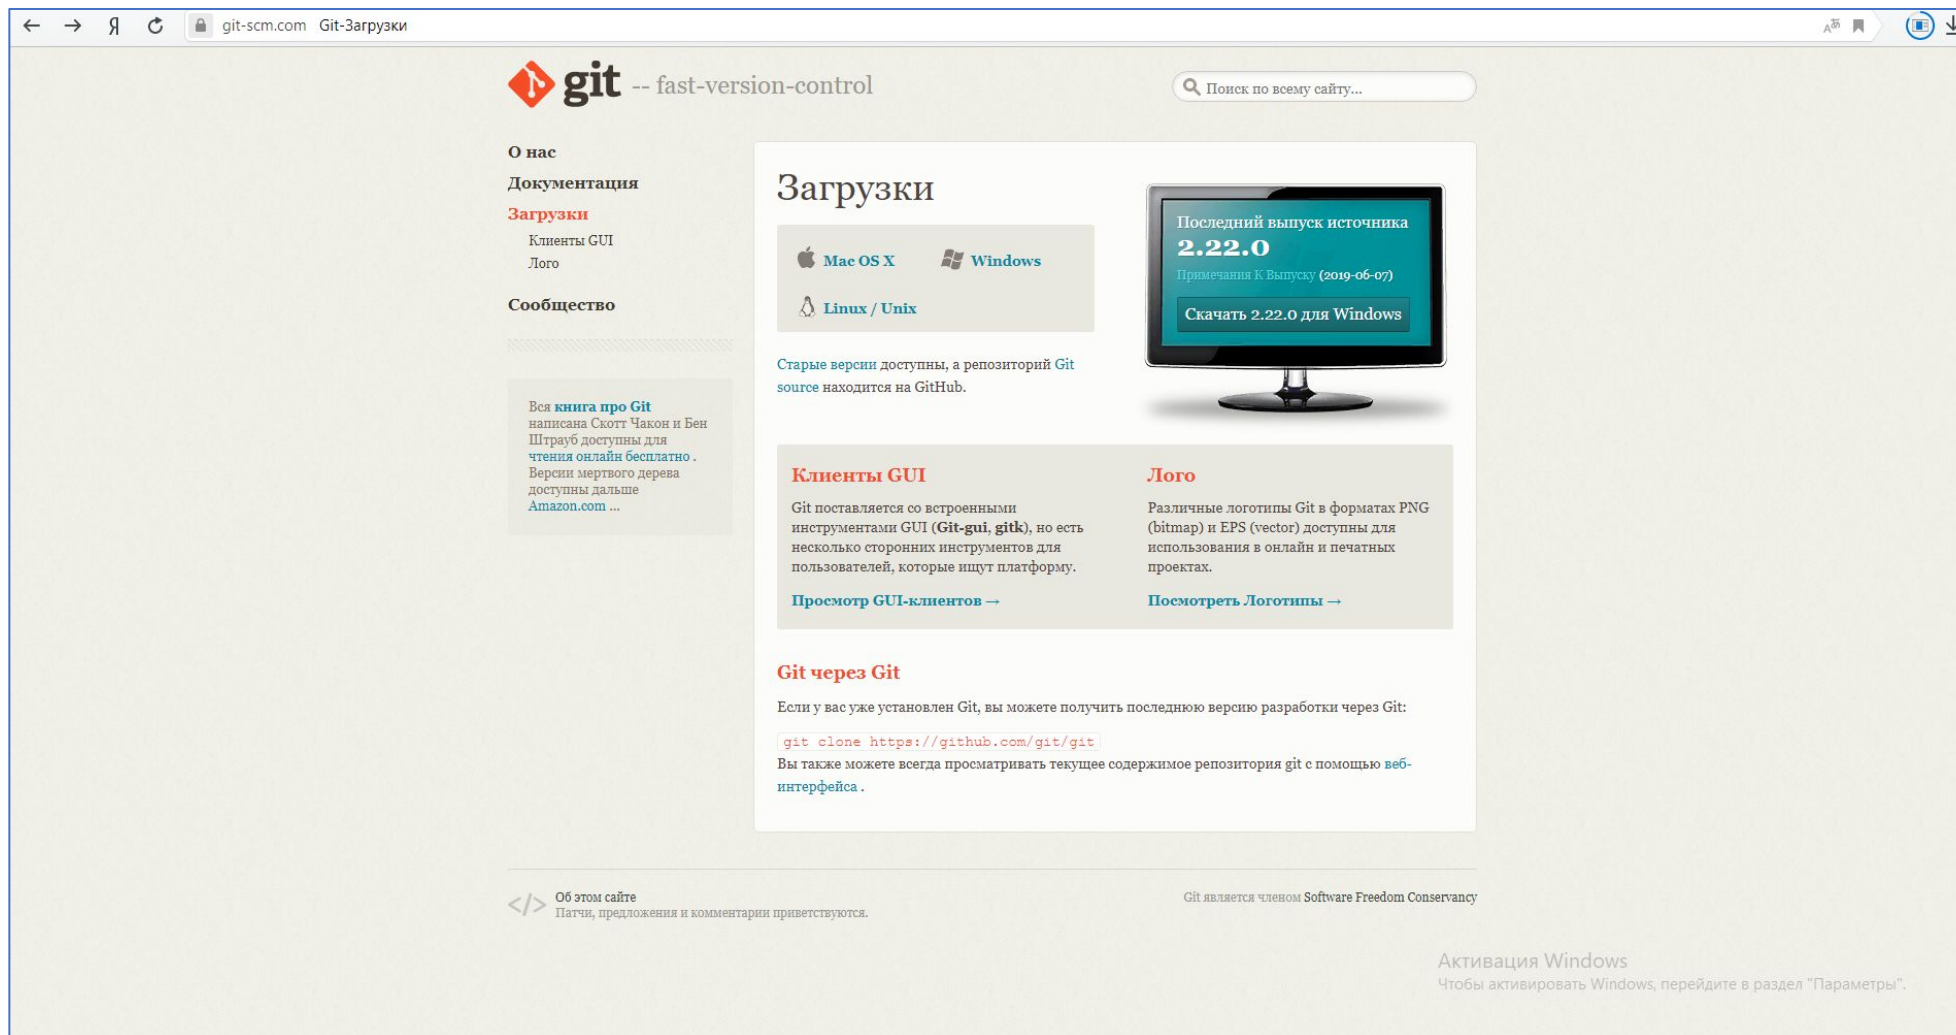 Я git-scm.com Git-Загрузки
git -- fast-version-control
Поиск по всему сайту...
О нас
Документация
Загрузки
Клиенты GUI
Лого
Сообщество
Вся книга про Git
написана Скотт Чакон и Бен
Штрауб доступны для
чтения онлайн бесплатно .
Версии мертвого дерева
доступны дальше
Amazon.com ...
Загрузки
Mac OS X
Windows
Linux / Unix
Старые версии доступны, а репозиторий Git
source находится на GitHub.
Последний выпуск источника
2.22.0
Примечания К Выпуску (2019-06-07)
Скачать 2.22.0 для Windows
Клиенты GUI
Git поставляется со встроенными
инструментами GUI (Git-gui, gitk), но есть
несколько сторонних инструментов для
пользователей, которые ищут платформу.
Просмотр GUI-клиентов →
Лого
Различные логотипы Git в форматах PNG
(bitmap) и EPS (vector) доступны для
использования в онлайн и печатных
проектах.
Посмотреть Логотипы →
Git через Git
Если у вас уже установлен Git, вы можете получить последнюю версию разработки через Git:
git clone https://github.com/git/git
Вы также можете всегда просматривать текущее содержимое репозитория git с помощью веб-
интерфейса .
</> Об этом сайте
Патчи, предложения и комментарии приветствуются.
Git является членом Software Freedom Conservancy
Активация Windows
Чтобы активировать Windows, перейдите в раздел "Параметры".